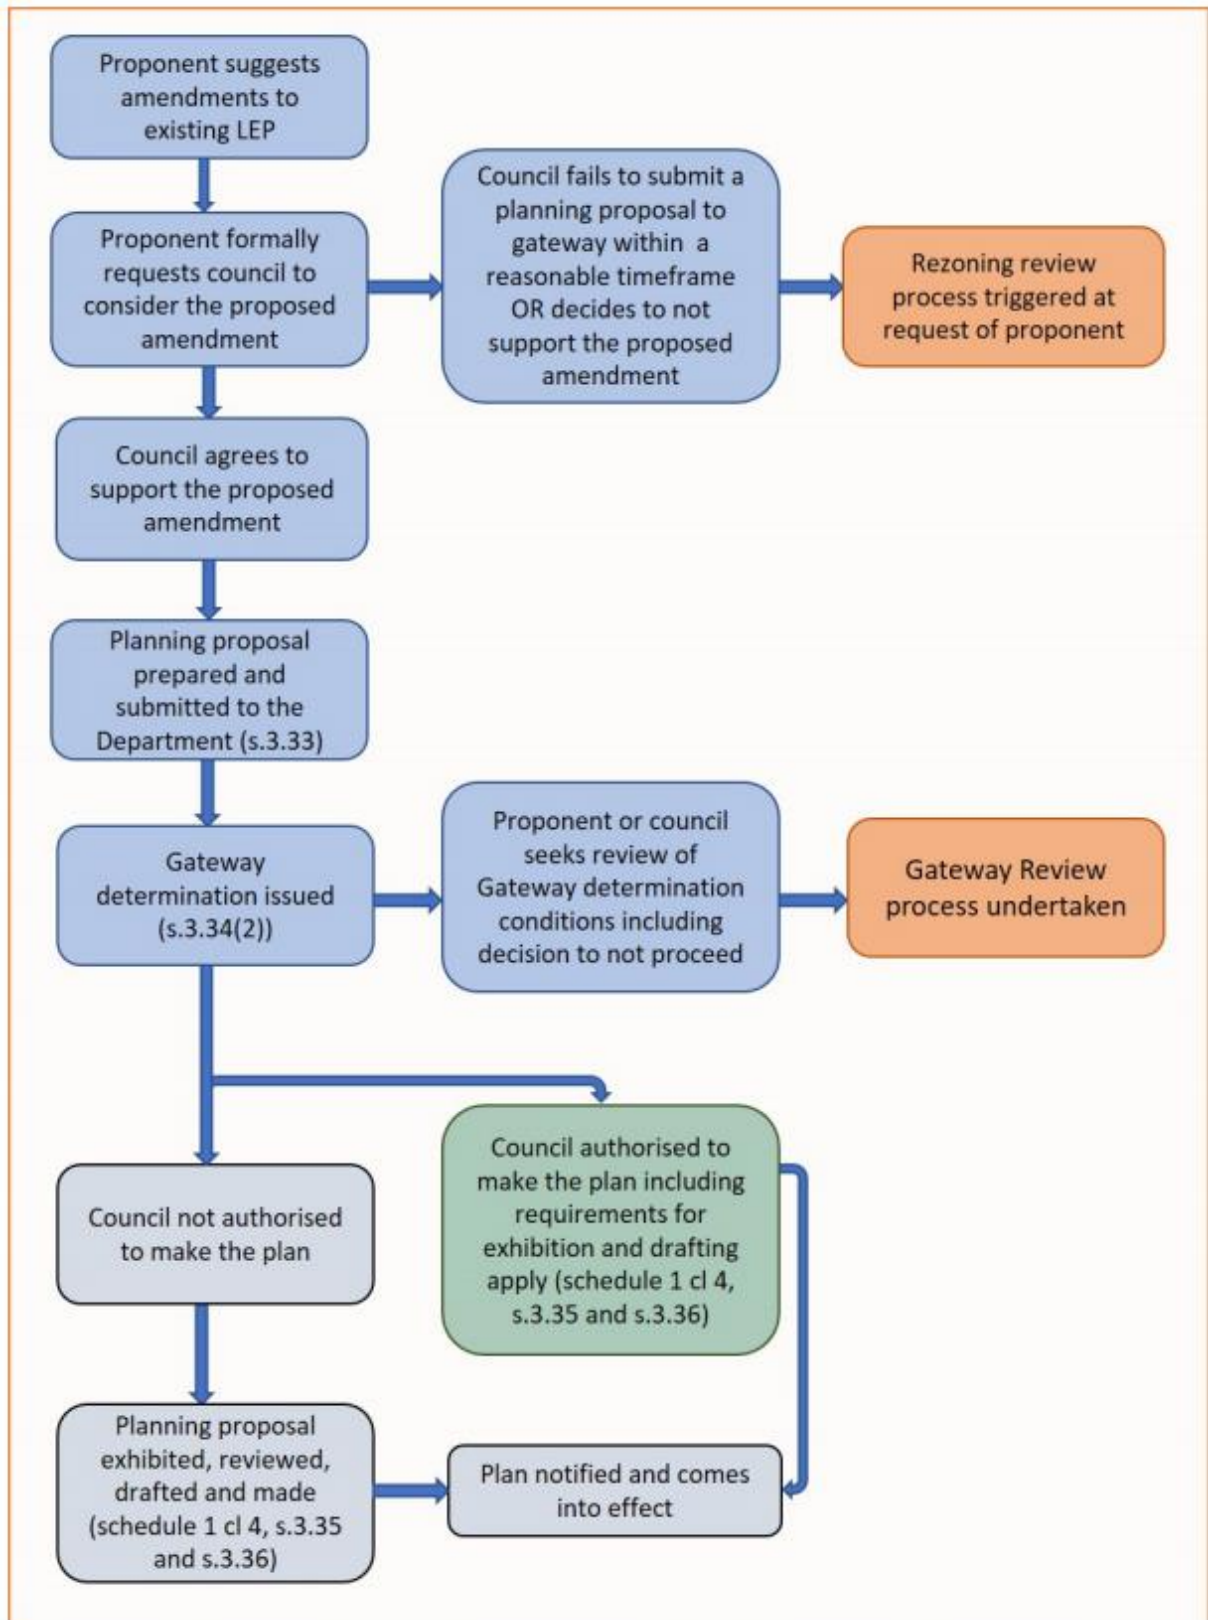 Proponent suggests
amendments to
existing LEP
Proponent formally
requests council to
consider the proposed
amendment
Council fails to submit a
planning proposal to
gateway within a
reasonable timeframe
OR decides to not
support the proposed
amendment
Rezoning review
process triggered at
request of proponent
Council agrees to
support the proposed
amendment
Planning proposal
prepared and
submitted to the
Department (s.3.33)
Gateway
determination issued
(s.3.34(2))
Proponent or council
seeks review of
Gateway determination
conditions including
decision to not proceed
Gateway Review
process undertaken
Council not authorised
to make the plan
Council authorised to
make the plan including
requirements for
exhibition and drafting
apply (schedule 1 cl 4,
s.3.35 and s.3.36)
Planning proposal
exhibited, reviewed,
drafted and made
(schedule 1 cl 4, s.3.35
and s.3.36)
Plan notified and comes
into effect